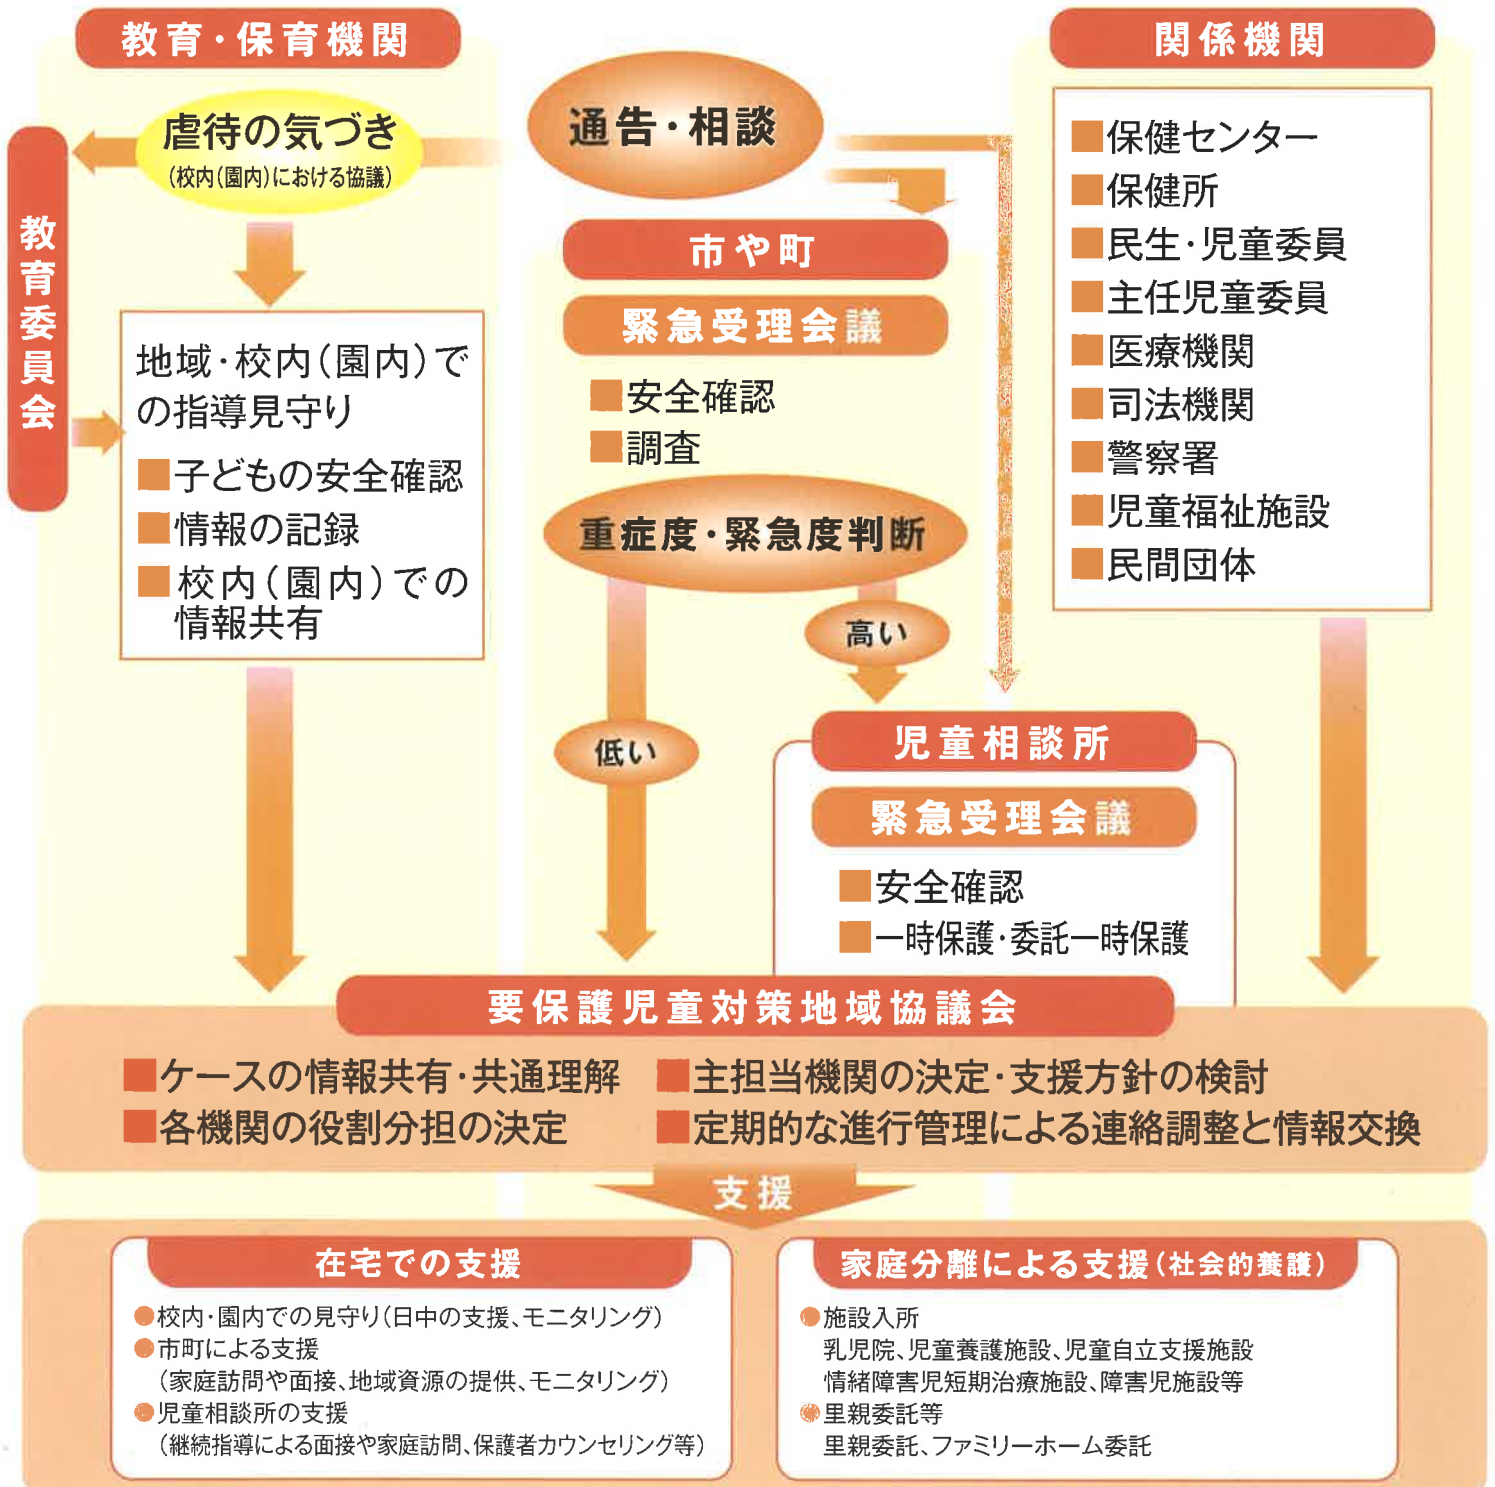 教育・保育機関
虐待の気づき
(校内(園内)における協議)
教育委員会
地域・校内(園内)で
の指導見守り
■子どもの安全確認
■情報の記録
■校内(園内)での
情報共有
通告・相談
市や町
緊急受理会議
■安全確認
■調査
重症度・緊急度判断
高い
低い
児童相談所
緊急受理会議
■安全確認
■一時保護・委託一時保護
関係機関
■保健センター
■保健所
■民生・児童委員
■主任児童委員
■医療機関
■司法機関
■警察署
■児童福祉施設
■民間団体
要保護児童対策地域協議会
■ケースの情報共有・共通理解
■主担当機関の決定・支援方針の検討
■各機関の役割分担の決定
■定期的な進行管理による連絡調整と情報交換
支援
在宅での支援
●校内・園内での見守り(日中の支援、モニタリング)
●市町による支援
(家庭訪問や面接、地域資源の提供、モニタリング)
●児童相談所の支援
(継続指導による面接や家庭訪問、保護者カウンセリング等)
家庭分離による支援(社会的養護)
●施設入所
乳児院、児童養護施設、児童自立支援施設
情緒障害児短期治療施設、障害児施設等
●里親委託等
里親委託、ファミリーホーム委託